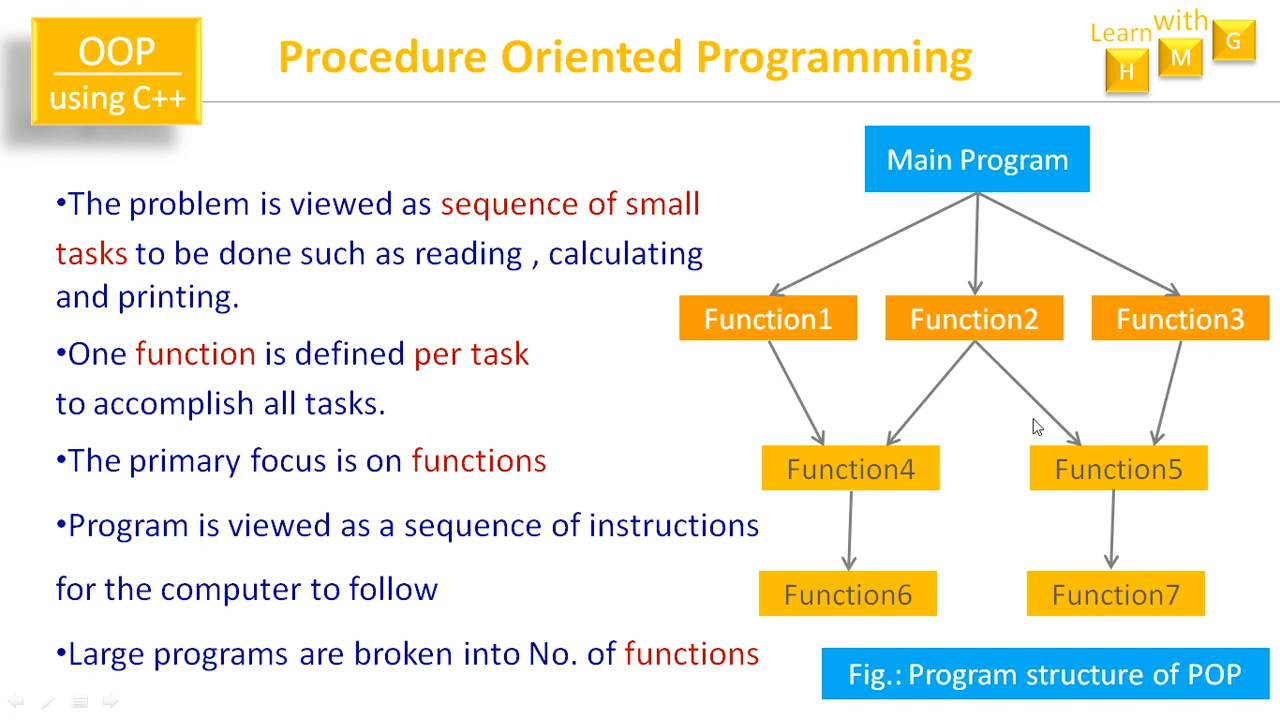 OOP
using C++
Procedure Oriented Programming
Learn with
H M G
•The problem is viewed as sequence of small
tasks to be done such as reading , calculating
and printing.
•One function is defined per task
to accomplish all tasks.
•The primary focus is on functions
•Program is viewed as a sequence of instructions
for the computer to follow
•Large programs are broken into No. of functions
Main Program
Function1 Function2 Function3
Function4 Function5
Function6 Function7
Fig.: Program structure of POP